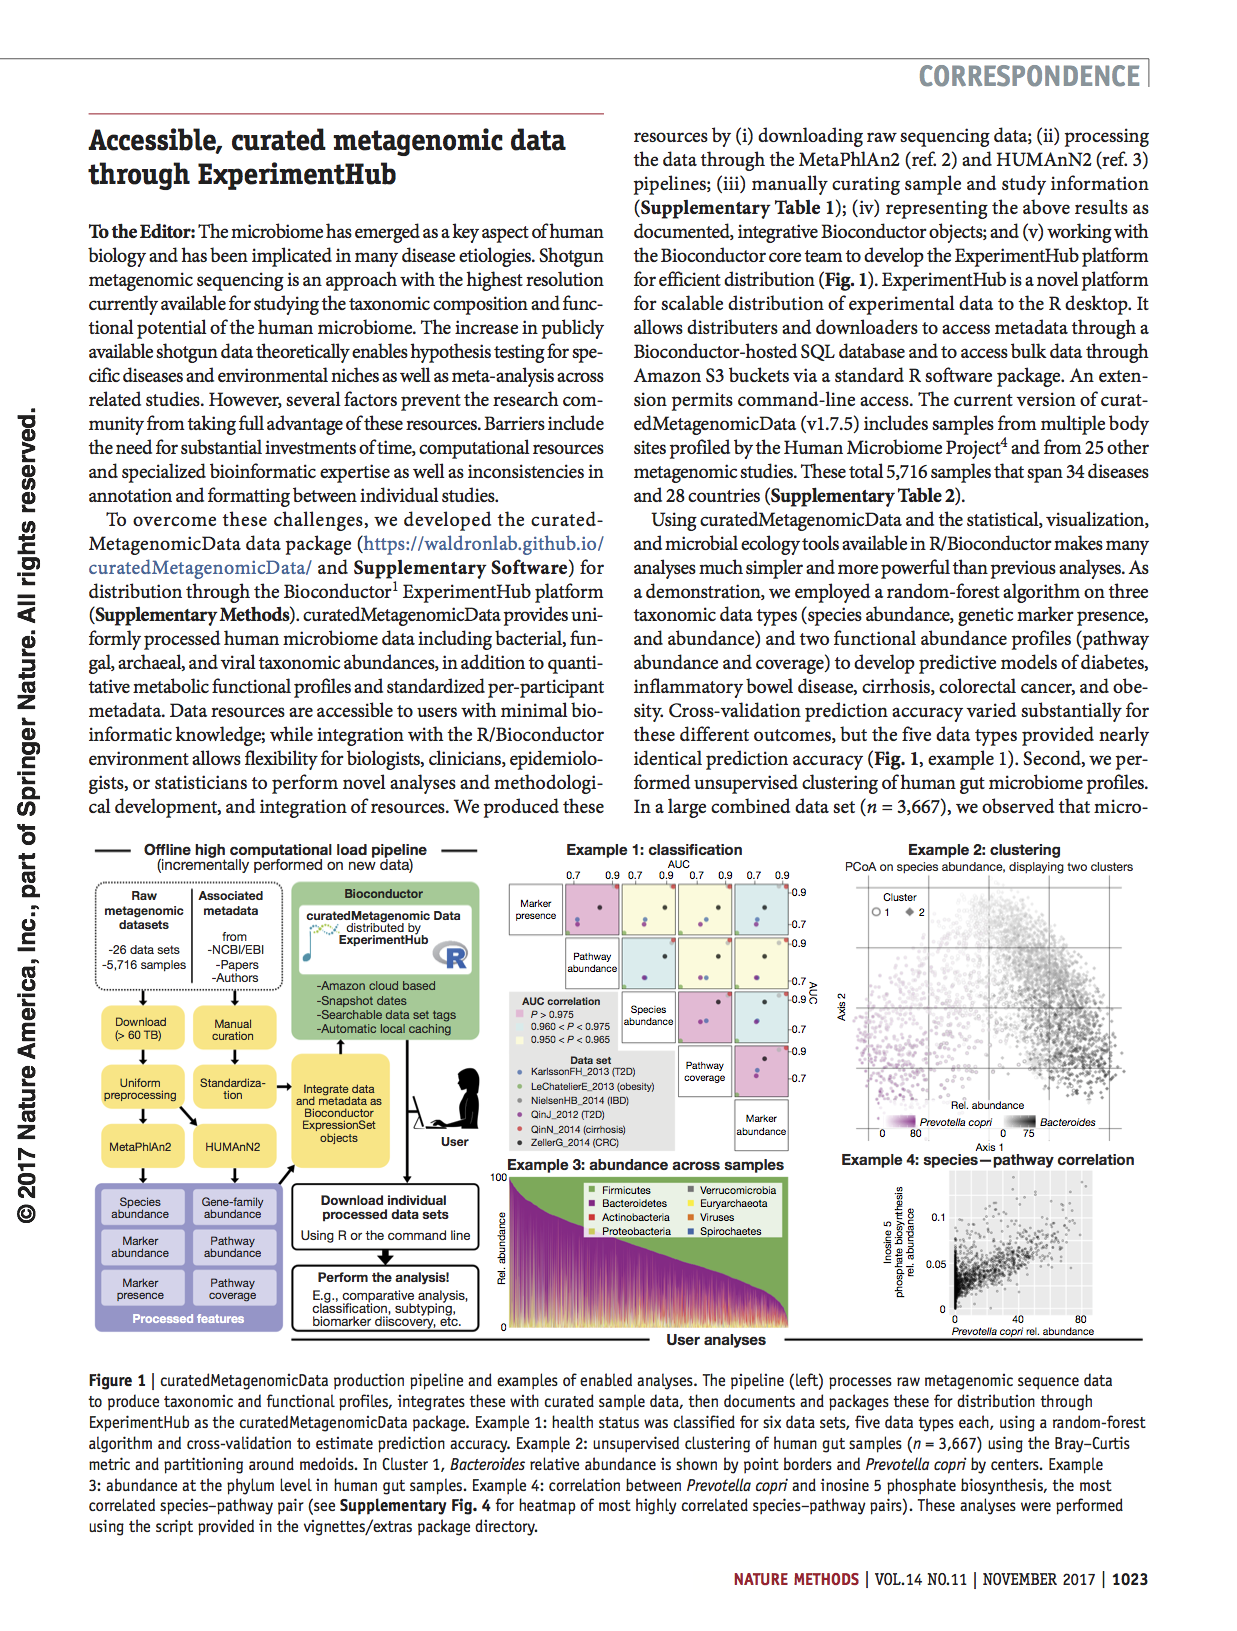 CORRESPONDENCE
Accessible, curated metagenomic data
through ExperimentHub
To the Editor: The microbiome has emerged as a key aspect of human
biology and has been implicated in many disease etiologies. Shotgun
metagenomic sequencing is an approach with the highest resolution
currently available for studying the taxonomic composition and func-
tional potential of the human microbiome. The increase in publicly
available shotgun data theoretically enables hypothesis testing for spe-
cific diseases and environmental niches as well as meta-analysis across
related studies. However, several factors prevent the research com-
munity from taking full advantage of these resources. Barriers include
the need for substantial investments of time, computational resources
and specialized bioinformatic expertise as well as inconsistencies in
annotation and formatting between individual studies.
To overcome these challenges, we developed the curated-
MetagenomicData data package (https://waldronlab.github.io/
curatedMetagenomicData/ and Supplementary Software) for
distribution through the Bioconductor1 ExperimentHub platform
(Supplementary Methods). curatedMetagenomicData provides uni-
formly processed human microbiome data including bacterial, fun-
gal, archaeal, and viral taxonomic abundances, in addition to quanti-
tative metabolic functional profiles and standardized per-participant
metadata. Data resources are accessible to users with minimal bio-
informatic knowledge; while integration with the R/Bioconductor
environment allows flexibility for biologists, clinicians, epidemiolo-
gists, or statisticians to perform novel analyses and methodologi-
cal development, and integration of resources. We produced these
resources by (i) downloading raw sequencing data; (ii) processing
the data through the MetaPhlAn2 (ref. 2) and HUMAnN2 (ref. 3)
pipelines; (iii) manually curating sample and study information
(Supplementary Table 1); (iv) representing the above results as
documented, integrative Bioconductor objects; and (v) working with
the Bioconductor core team to develop the ExperimentHub platform
for efficient distribution (Fig. 1). ExperimentHub is a novel platform
for scalable distribution of experimental data to the R desktop. It
allows distributers and downloaders to access metadata through a
Bioconductor-hosted SQL database and to access bulk data through
Amazon S3 buckets via a standard R software package. An exten-
sion permits command-line access. The current version of curat-
edMetagenomicData (v1.7.5) includes samples from multiple body
sites profiled by the Human Microbiome Project4 and from 25 other
metagenomic studies. These total 5,716 samples that span 34 diseases
and 28 countries (Supplementary Table 2).
Using curatedMetagenomicData and the statistical, visualization,
and microbial ecology tools available in R/Bioconductor makes many
analyses much simpler and more powerful than previous analyses. As
a demonstration, we employed a random-forest algorithm on three
taxonomic data types (species abundance, genetic marker presence,
and abundance) and two functional abundance profiles (pathway
abundance and coverage) to develop predictive models of diabetes,
inflammatory bowel disease, cirrhosis, colorectal cancer, and obe-
sity. Cross-validation prediction accuracy varied substantially for
these different outcomes, but the five data types provided nearly
identical prediction accuracy (Fig. 1, example 1). Second, we per-
formed unsupervised clustering of human gut microbiome profiles.
In a large combined data set (n = 3,667), we observed that micro-
© 2017 Nature America, Inc., part of Springer Nature. All rights reserved.
Offline high computational load pipeline
(incrementally performed on new data)
Raw
metagenomic
datasets
-26 data sets
-5,716 samples
Associated
metadata
from
-NCBI/EBI
-Papers
-Authors
Download
(> 60 TB)
Manual
curation
Uniform
preprocessing
Standardiza-
tion
MetaPhlAn2
HUMAnN2
Species
abundance
Gene-family
abundance
Marker
abundance
Pathway
abundance
Marker
presence
Pathway
coverage
Processed features
Bioconductor
curatedMetagenomic Data
distributed by
ExperimentHub
R
-Amazon cloud based
-Snapshot dates
-Searchable data set tags
-Automatic local caching
Integrate data
and metadata as
Bioconductor
ExpressionSet
objects
User
Download individual
processed data sets
Using R or the command line
Perform the analysis!
E.g., comparative analysis,
classification, subtyping,
biomarker diiscovery, etc.
Example 1: classification
AUC
0.7 0.9 0.7 0.9 0.7 0.9 0.7 0.9
Marker
presence
0.9
0.7
Pathway
abundance
0.9
0.7
AUC
Species
abundance
0.9
0.7
Pathway
coverage
0.9
0.7
Marker
abundance
AUC correlation
P > 0.975
0.960 < P < 0.975
0.950 < P < 0.965
Data set
KarlssonFH_2013 (T2D)
LeChatelierE_2013 (obesity)
NielsenHB_2014 (IBD)
QinJ_2012 (T2D)
QinN_2014 (cirrhosis)
ZellerG_2014 (CRC)
Example 2: clustering
PCoA on species abundance, displaying two clusters
Cluster
1 2
Axis 2
Rel. abundance
Prevotella copri Bacteroides
0 80 0 75
Axis 1
Example 3: abundance across samples
100
Rel. abundance
0
Firmicutes
Bacteroidetes
Actinobacteria
Proteobacteria
Verrucomicrobia
Euryarchaeota
Viruses
Spirochaetes
Example 4: species–pathway correlation
Inosine 5
phosphate biosynthesis
rel. abundance
0.1
0.05
0
0 40 80
Prevotella copri rel. abundance
User analyses
Figure 1 | curatedMetagenomicData production pipeline and examples of enabled analyses. The pipeline (left) processes raw metagenomic sequence data
to produce taxonomic and functional profiles, integrates these with curated sample data, then documents and packages these for distribution through
ExperimentHub as the curatedMetagenomicData package. Example 1: health status was classified for six data sets, five data types each, using a random-forest
algorithm and cross-validation to estimate prediction accuracy. Example 2: unsupervised clustering of human gut samples (n = 3,667) using the Bray–Curtis
metric and partitioning around medoids. In Cluster 1, Bacteroides relative abundance is shown by point borders and Prevotella copri by centers. Example
3: abundance at the phylum level in human gut samples. Example 4: correlation between Prevotella copri and inosine 5 phosphate biosynthesis, the most
correlated species–pathway pair (see Supplementary Fig. 4 for heatmap of most highly correlated species–pathway pairs). These analyses were performed
using the script provided in the vignettes/extras package directory.
NATURE METHODS | VOL.14 NO.11 | NOVEMBER 2017 | 1023